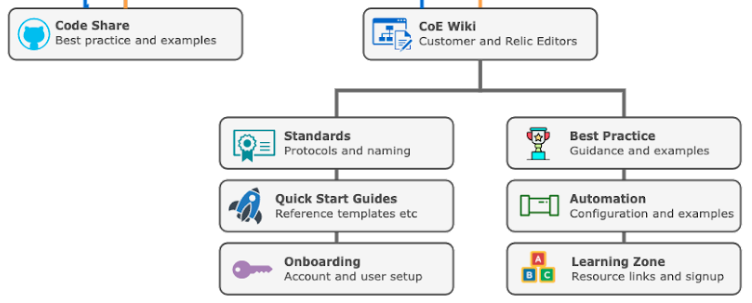 Code Share
Best practice and examples
CoE Wiki
Customer and Relic Editors
Standards
Protocols and naming
Best Practice
Guidance and examples
Quick Start Guides
Reference templates etc
Automation
Configuration and examples
Onboarding
Account and user setup
Learning Zone
Resource links and signup
A
B C